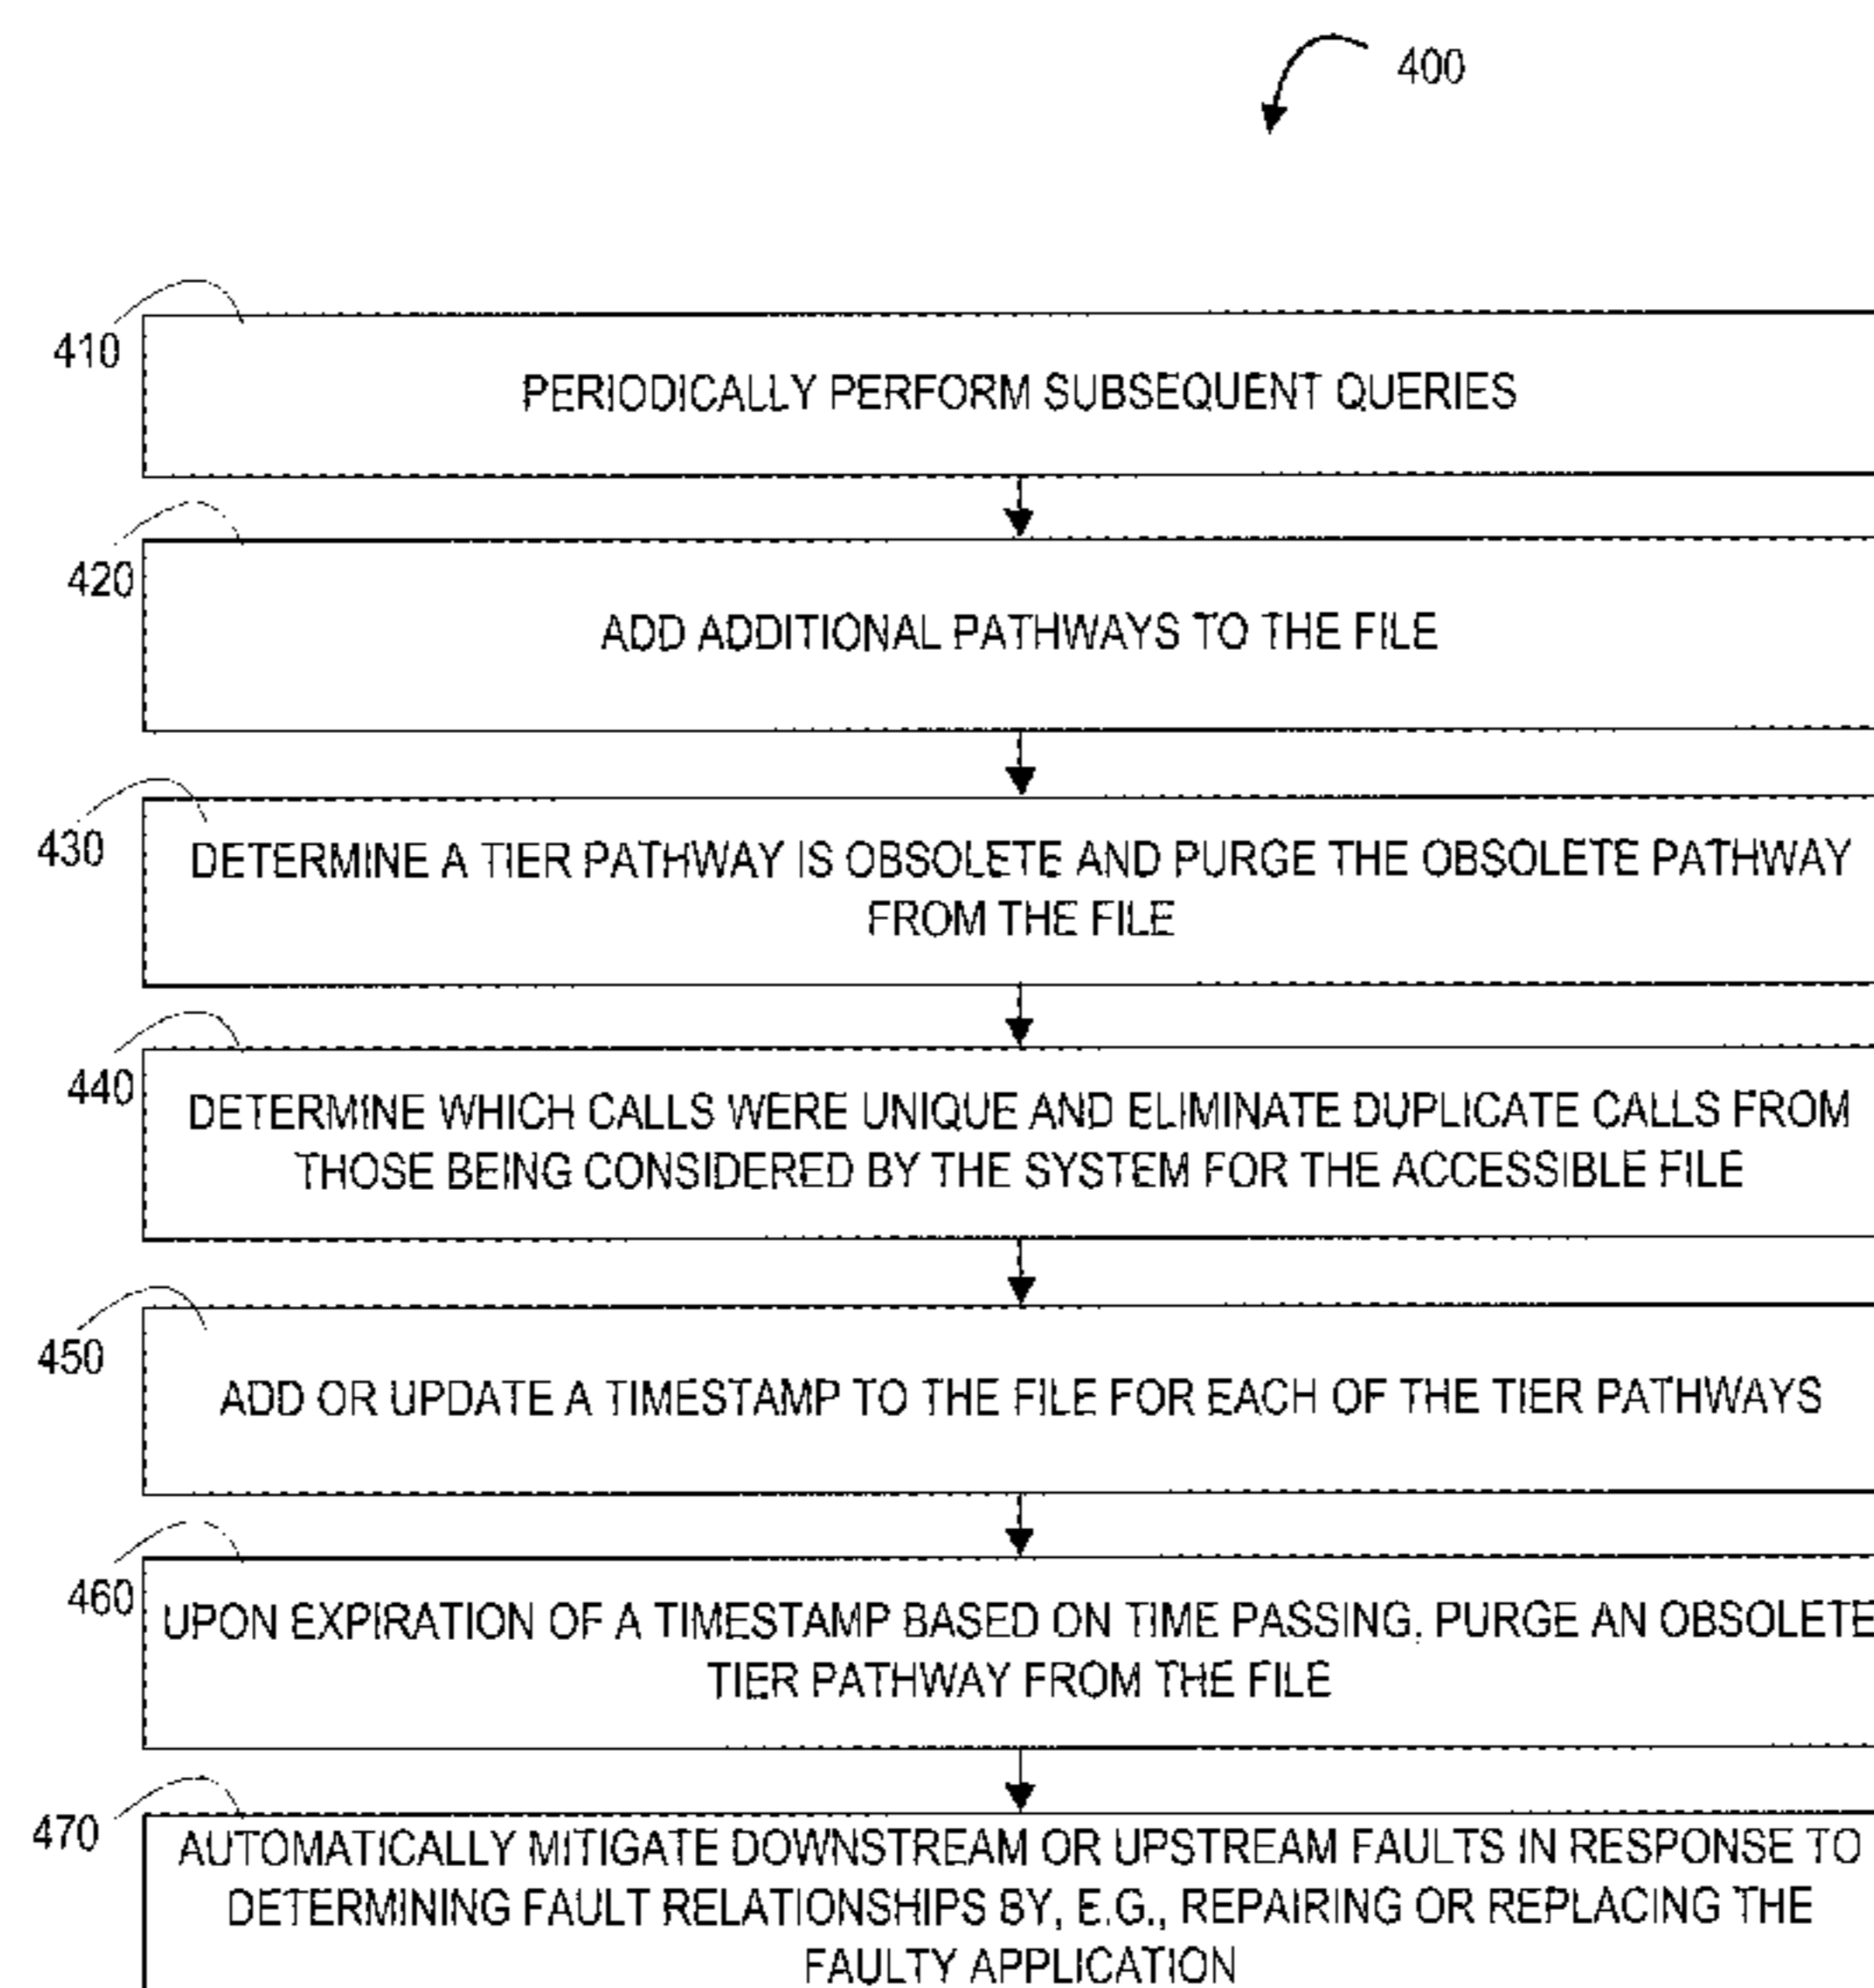 400
410
PERIODICALLY PERFORM SUBSEQUENT QUERIES
420
ADD ADDITIONAL PATHWAYS TO THE FILE
430
DETERMINE A TIER PATHWAY IS OBSOLETE AND PURGE THE OBSOLETE PATHWAY
FROM THE FILE
440
DETERMINE WHICH CALLS WERE UNIQUE AND ELIMINATE DUPLICATE CALLS FROM
THOSE BEING CONSIDERED BY THE SYSTEM FOR THE ACCESSIBLE FILE
450
ADD OR UPDATE A TIMESTAMP TO THE FILE FOR EACH OF THE TIER PATHWAYS
460
UPON EXPIRATION OF A TIMESTAMP BASED ON TIME PASSING, PURGE AN OBSOLETE
TIER PATHWAY FROM THE FILE
470
AUTOMATICALLY MITIGATE DOWNSTREAM OR UPSTREAM FAULTS IN RESPONSE TO
DETERMINING FAULT RELATIONSHIPS BY, E.G., REPAIRING OR REPLACING THE
FAULTY APPLICATION